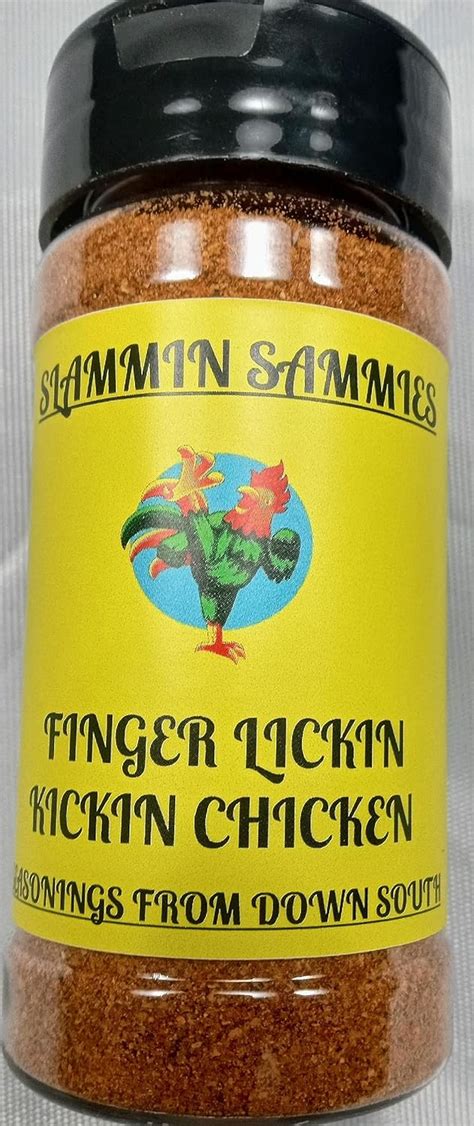 SLAMMIN SAMMIES
FINGER LICKIN
KICKIN CHICKEN
FROM DOWN SOUTH